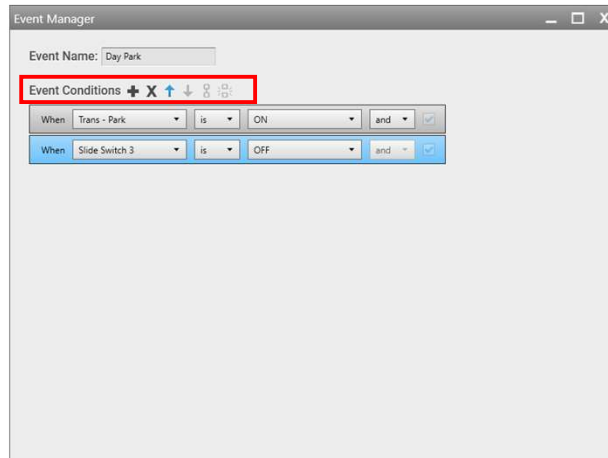 Event Manager
Event Name: Day Park
Event Conditions
When Trans - Park is ON and
When Slide Switch 3 is OFF and